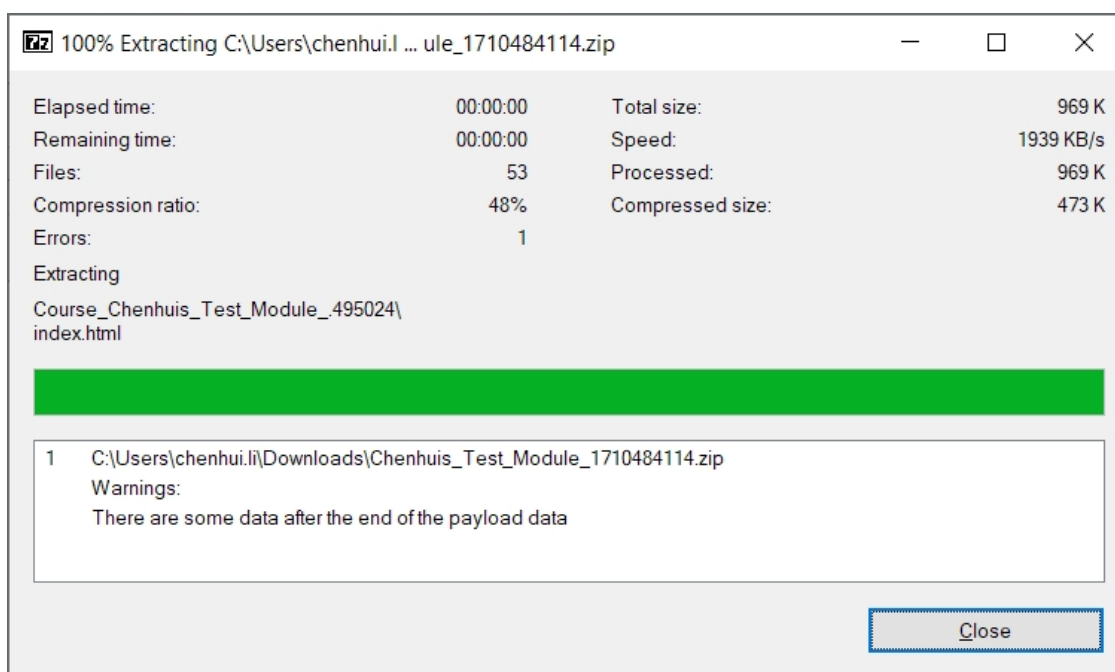 7z 100% Extracting C:\Users\chenhui.l ... ule_1710484114.zip
Elapsed time: 00:00:00 Total size: 969 K
Remaining time: 00:00:00 Speed: 1939 KB/s
Files: 53 Processed: 969 K
Compression ratio: 48% Compressed size: 473 K
Errors: 1
Extracting
Course_Chenhuis_Test_Module_.495024\
index.html
1 C:\Users\chenhui.li\Downloads\Chenhuis_Test_Module_1710484114.zip
Warnings:
There are some data after the end of the payload data
Close